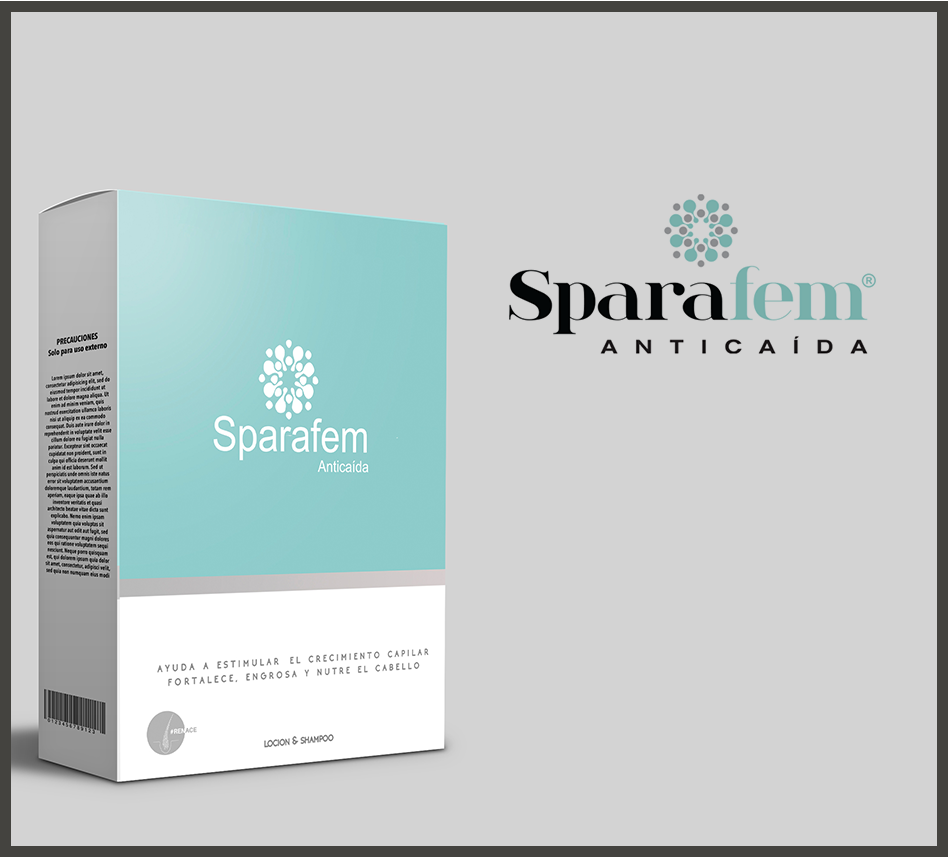 PRECAUCIONES
Solo para uso externo
Lorem ipsum dolor sit amet,
consectetur adipisicing elit, sed do
eiusmod tempor incididunt ut
labore et dolore magna aliqua. Ut
enim ad minim veniam, quis
nostrud exercitation ullamco laboris
nisi ut aliquip ex ea commodo
consequat. Duis aute irure dolor in
reprehenderit in voluptate velit esse
cillum dolore eu fugiat nulla
pariatur. Excepteur sint occaecat
cupidatat non proident, sunt in
culpa qui officia deserunt mollit
anim id est laborum. Sed ut
perspiciatis unde omnis iste natus
error sit voluptatem accusantium
doloremque laudantium, totam rem
aperiam, eaque ipsa quae ab illo
inventore veritatis et quasi
architecto beatae vitae dicta sunt
explicabo. Nemo enim ipsam
voluptatem quia voluptas sit
aspernatur aut odit aut fugit, sed
quia consequuntur magni dolores
eos qui ratione voluptatem sequi
nesciunt. Neque porro quisquam
est, qui dolorem ipsum quia dolor
sit amet, consectetur, adipisci velit,
sed quia non numquam eius modi
Sparafem
Anticaída
AYUDA A ESTIMULAR EL CRECIMIENTO CAPILAR
FORTALECE, ENGROSA Y NUTRE EL CABELLO
#RENACE
LOCION & SHAMPOO
Sparafem®
ANTICAÍDA